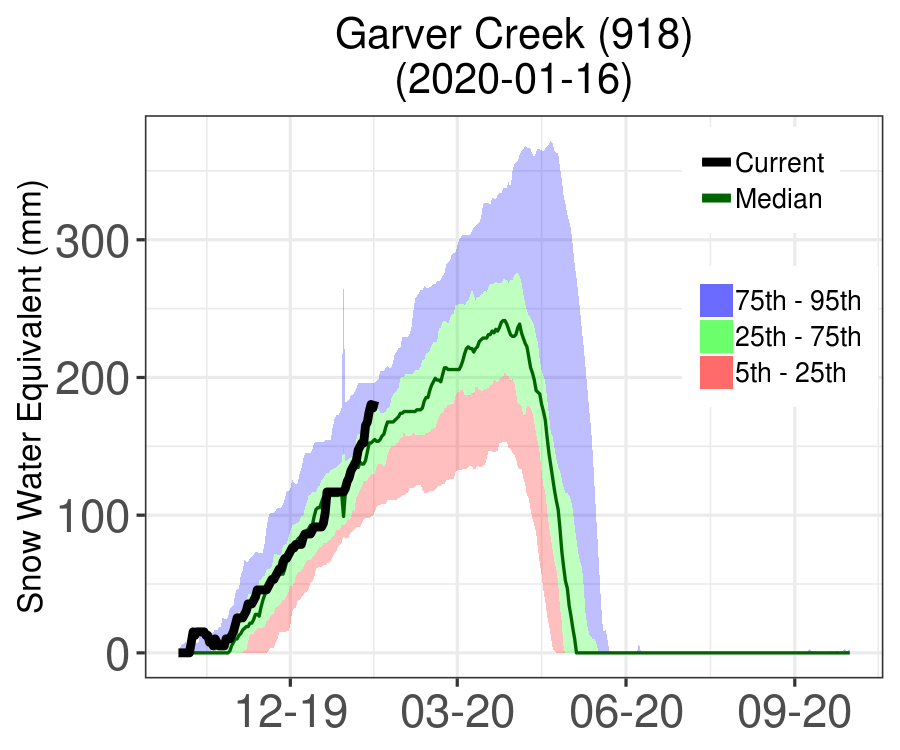 Garver Creek (918)
(2020-01-16)
Snow Water Equivalent (mm)
300
200
100
0
12-19
03-20
06-20
09-20
Current
Median
75th - 95th
25th - 75th
5th - 25th